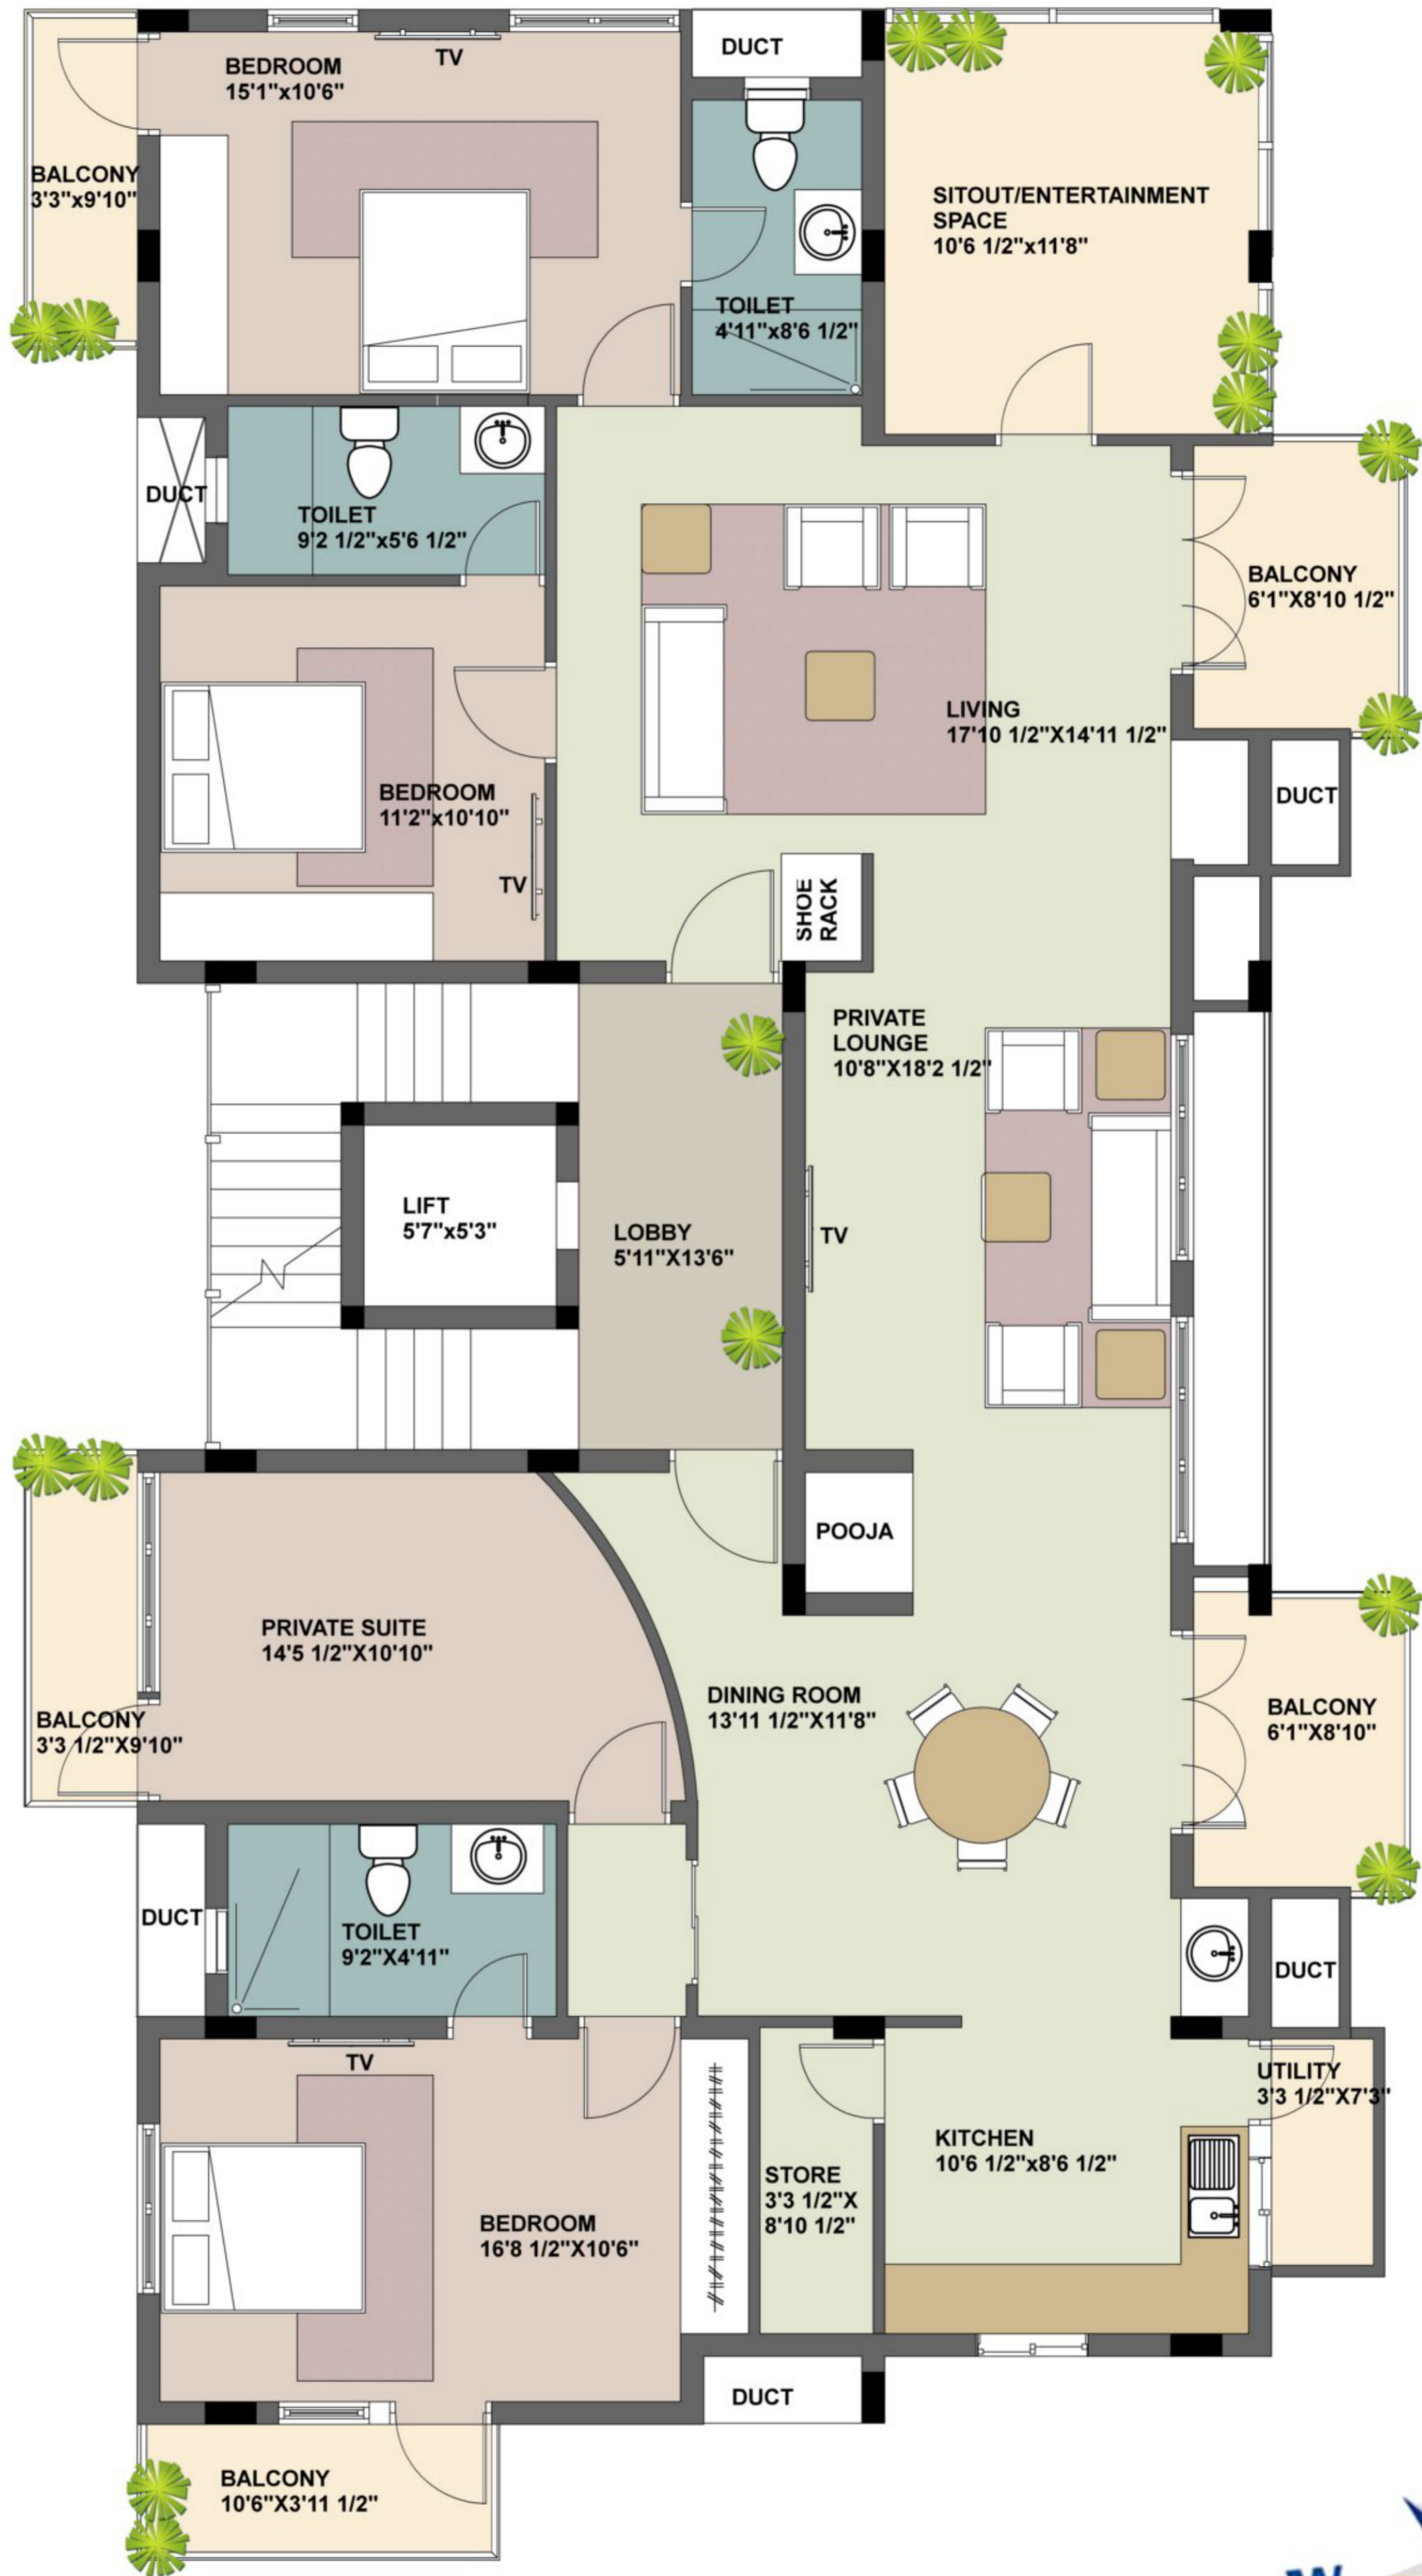 BEDROOM
15'1"x10'6"
TV
DUCT
BALCONY
3'3"x9'10"
SITOUT/ENTERTAINMENT
SPACE
10'6 1/2"x11'8"
TOILET
4'11"x8'6 1/2"
DUCT
TOILET
9'2 1/2"x5'6 1/2"
BALCONY
6'1"X8'10 1/2"
LIVING
17'10 1/2"X14'11 1/2"
BEDROOM
11'2"x10'10"
TV
DUCT
SHOE
RACK
PRIVATE
LOUNGE
10'8"X18'2 1/2"
LIFT
5'7"x5'3"
LOBBY
5'11"X13'6"
TV
POOJA
PRIVATE SUITE
14'5 1/2"X10'10"
BALCONY
3'3 1/2"X9'10"
DINING ROOM
13'11 1/2"X11'8"
BALCONY
6'1"X8'10"
DUCT
TOILET
9'2"X4'11"
DUCT
TV
UTILITY
3'3 1/2"X7'3"
KITCHEN
10'6 1/2"x8'6 1/2"
STORE
3'3 1/2"X
8'10 1/2"
BEDROOM
16'8 1/2"X10'6"
DUCT
BALCONY
10'6"X3'11 1/2"
W